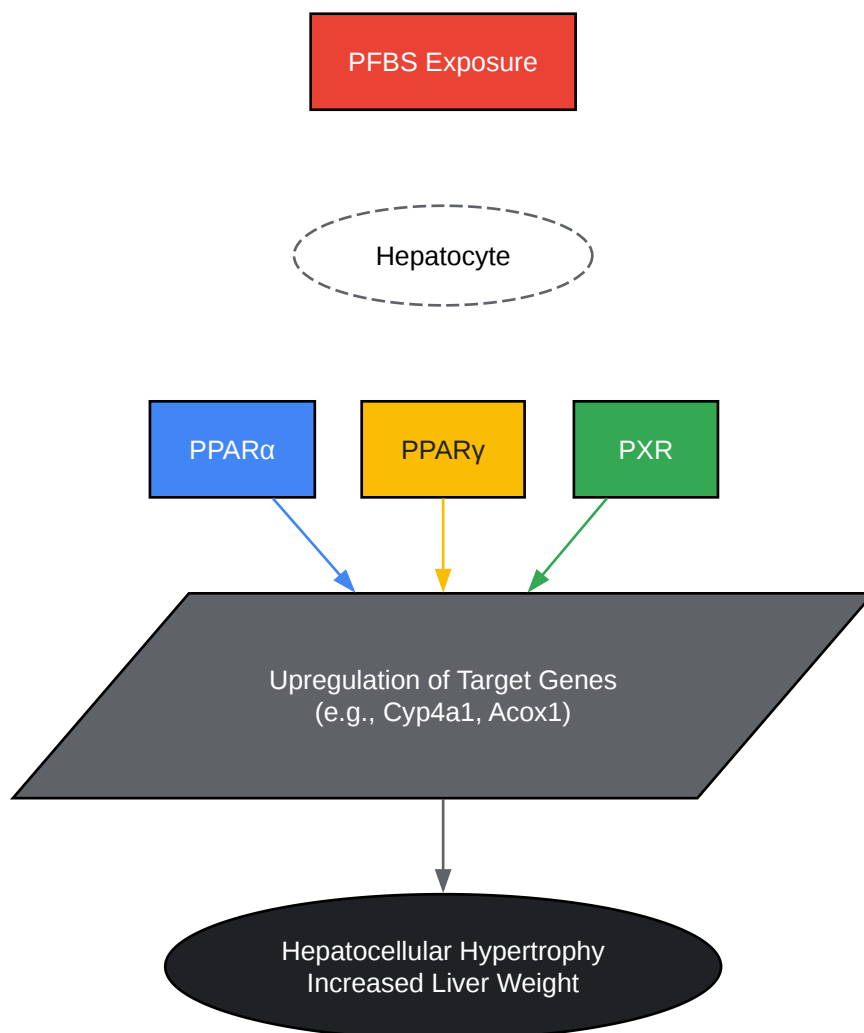 PFBS Exposure
Hepatocyte
PPARα
PPARγ
PXR
Upregulation of Target Genes
(e.g., Cyp4a1, Acox1)
Hepatocellular Hypertrophy
Increased Liver Weight